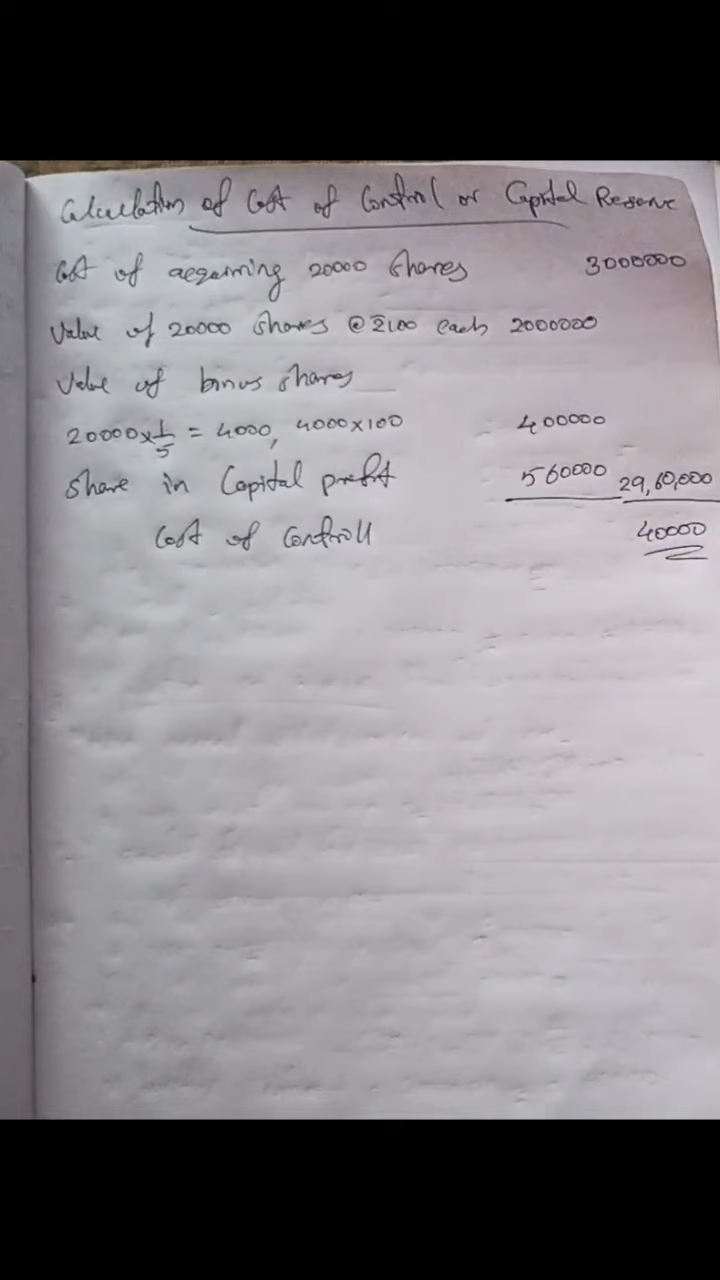 Calculation of Cost of Control or Capital Reserve
Cost of acquring 20000 shares 3000000
Value of 20000 shares @ ₹100 each 2000000
Value of binus shares
20000 x 1/5 = 4000, 4000 x 100 400000
Share in Capital profit 560000 29,60,000
Cost of Controll 40000